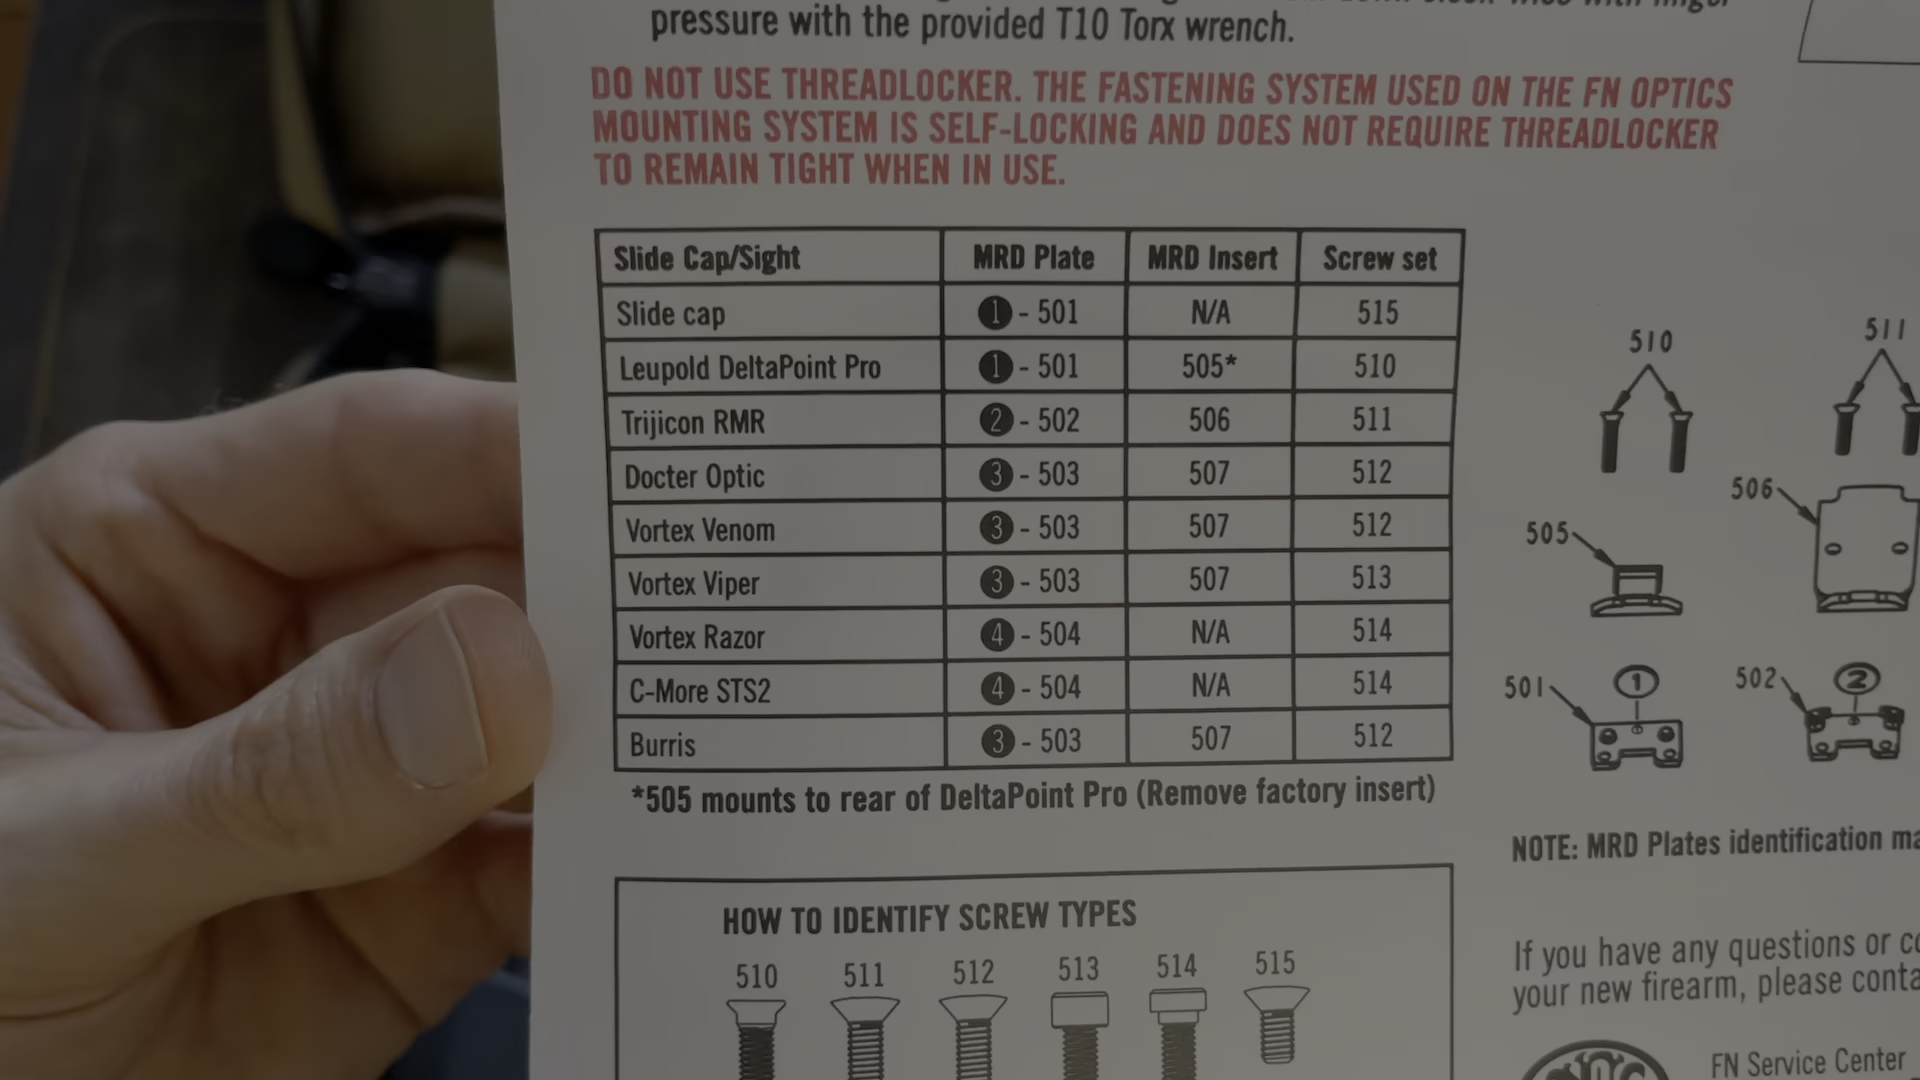 pressure with the provided T10 Torx wrench.
DO NOT USE THREADLOCKER. THE FASTENING SYSTEM USED ON THE FN OPTICS
MOUNTING SYSTEM IS SELF-LOCKING AND DOES NOT REQUIRE THREADLOCKER
TO REMAIN TIGHT WHEN IN USE.
Slide Cap/Sight MRD Plate MRD Insert Screw set
Slide cap 1 - 501 N/A 515
Leupold DeltaPoint Pro 1 - 501 505* 510
Trijicon RMR 2 - 502 506 511
Docter Optic 3 - 503 507 512
Vortex Venom 3 - 503 507 512
Vortex Viper 3 - 503 507 513
Vortex Razor 4 - 504 N/A 514
C-More STS2 4 - 504 N/A 514
Burris 3 - 503 507 512
*505 mounts to rear of DeltaPoint Pro (Remove factory insert)
HOW TO IDENTIFY SCREW TYPES
510 511 512 513 514 515
510 511
506
505
501 1 502 2
NOTE: MRD Plates identification
If you have any questions or
your new firearm, please
FN Service Center